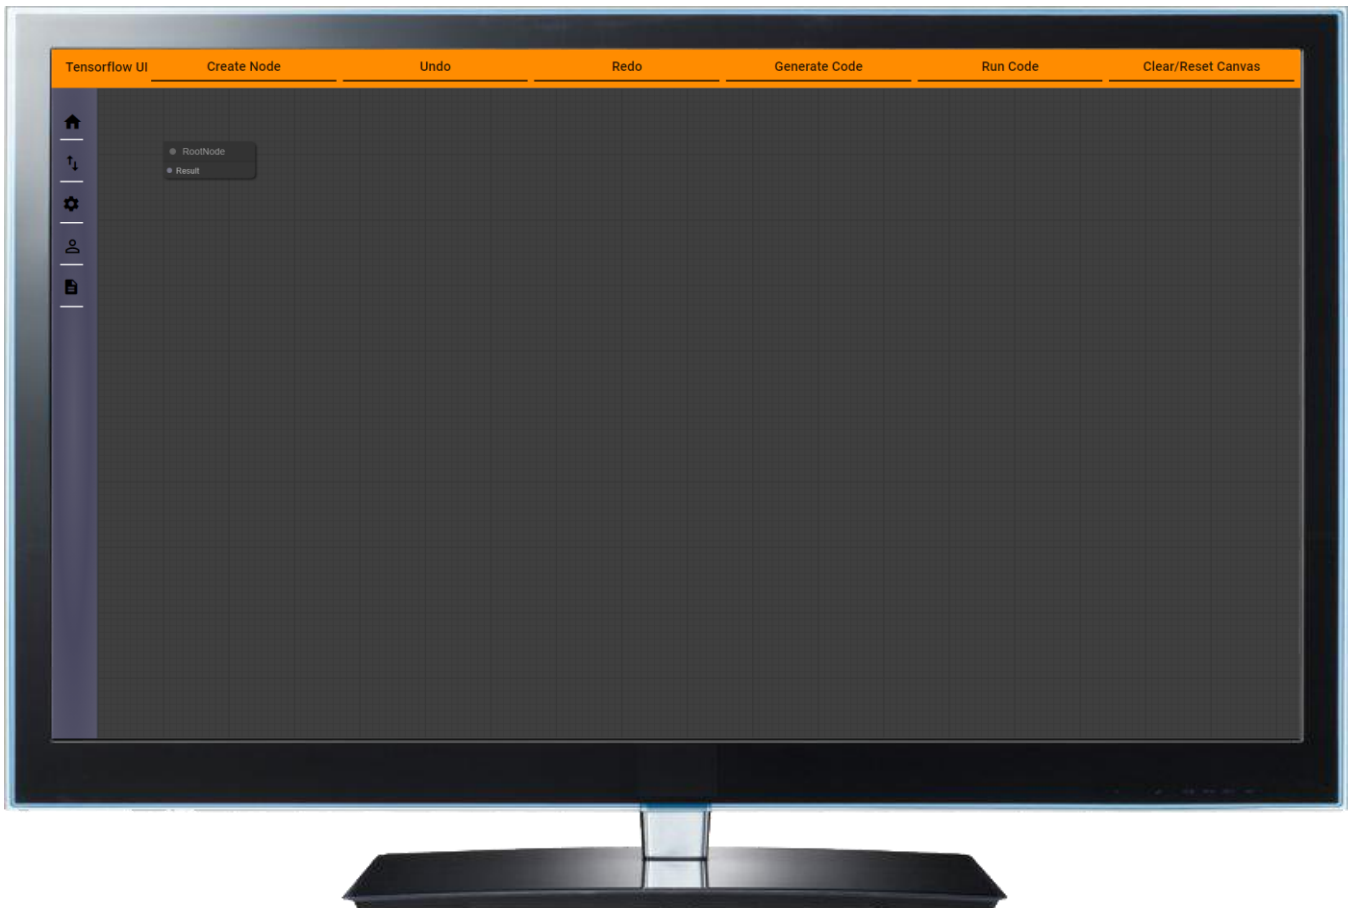 Tensorflow UI
Create Node
Undo
Redo
Generate Code
Run Code
Clear/Reset Canvas
RootNode
Result